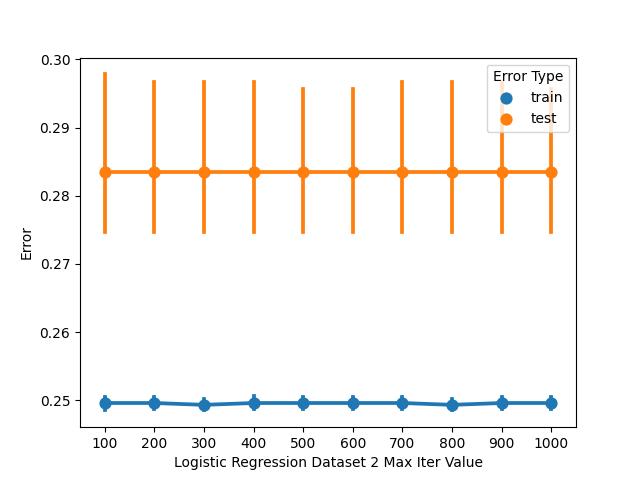 0.30
0.29
0.28
0.27
0.26
0.25
Error
Error Type
train
test
100 200 300 400 500 600 700 800 900 1000
Logistic Regression Dataset 2 Max Iter Value